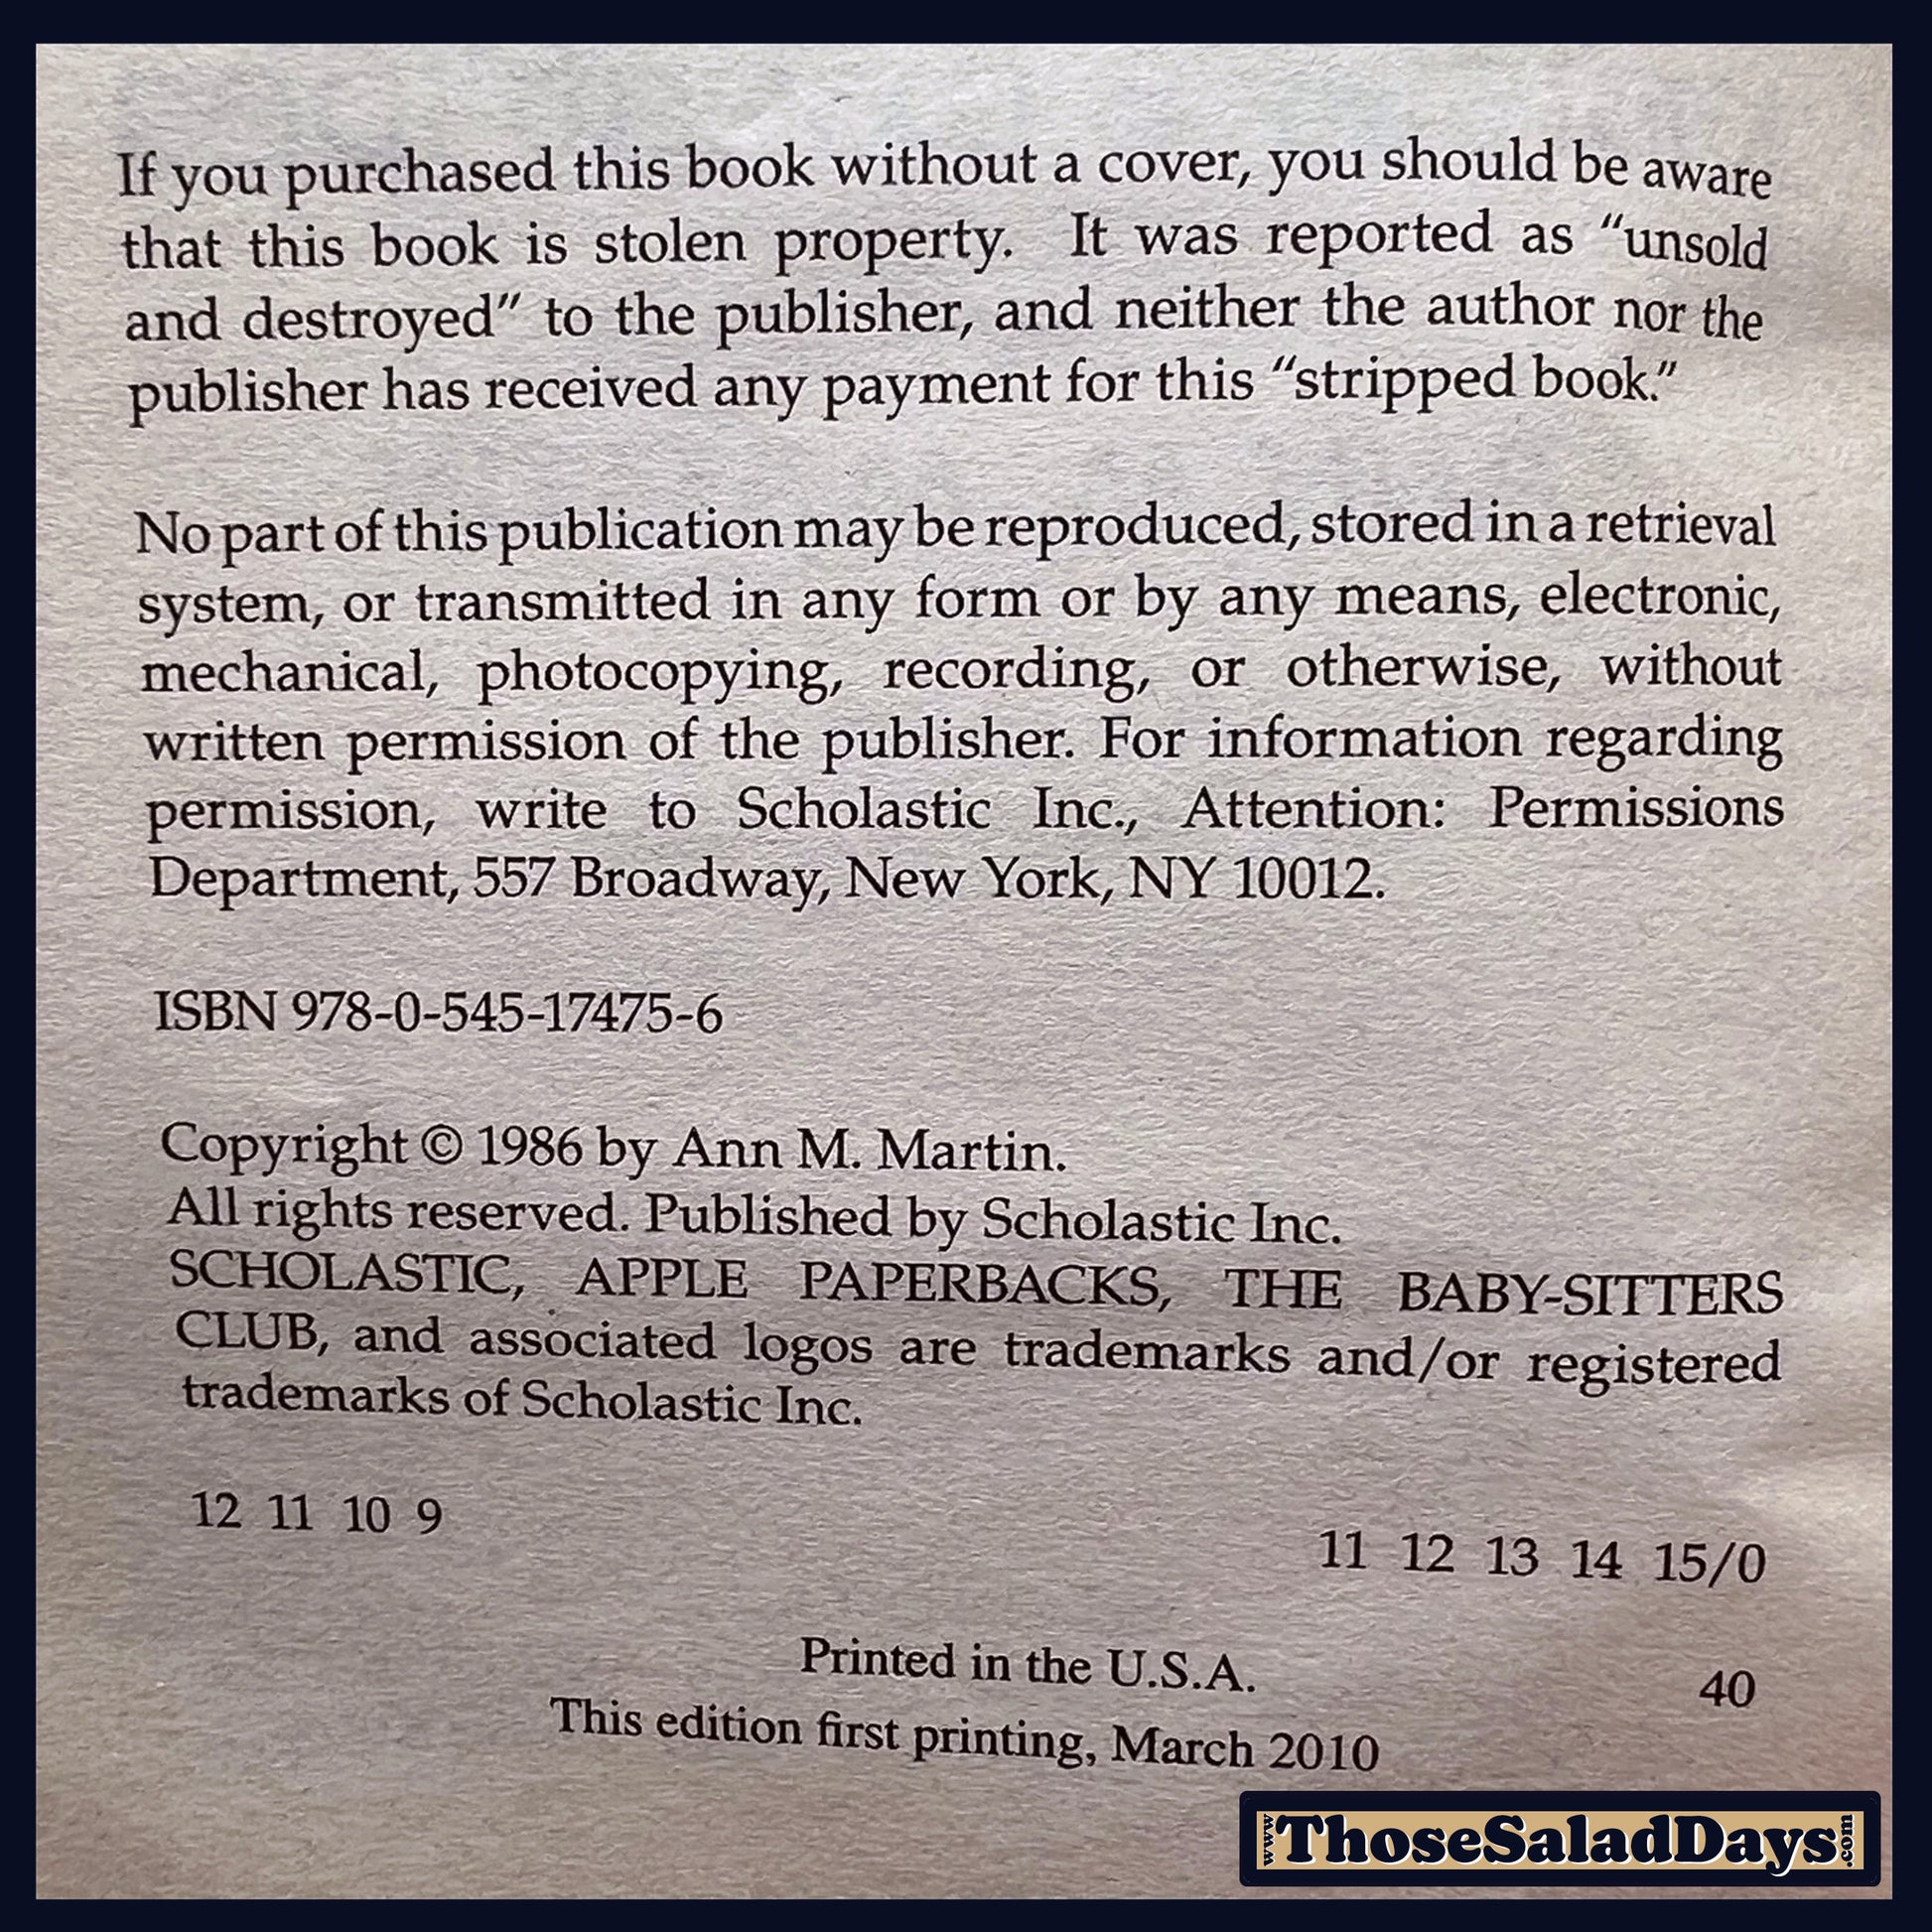 If you purchased this book without a cover, you should be aware
that this book is stolen property. It was reported as “unsold
and destroyed” to the publisher, and neither the author nor the
publisher has received any payment for this “stripped book.”
No part of this publication may be reproduced, stored in a retrieval
system, or transmitted in any form or by any means, electronic,
mechanical, photocopying, recording, or otherwise, without
written permission of the publisher. For information regarding
permission, write to Scholastic Inc., Attention: Permissions
Department, 557 Broadway, New York, NY 10012.
ISBN 978-0-545-17475-6
Copyright © 1986 by Ann M. Martin.
All rights reserved. Published by Scholastic Inc.
SCHOLASTIC, APPLE PAPERBACKS, THE BABY-SITTERS
CLUB, and associated logos are trademarks and/or registered
trademarks of Scholastic Inc.
12 11 10 9 11 12 13 14 15/0
Printed in the U.S.A. 40
This edition first printing, March 2010
www.ThoseSaladDays.com